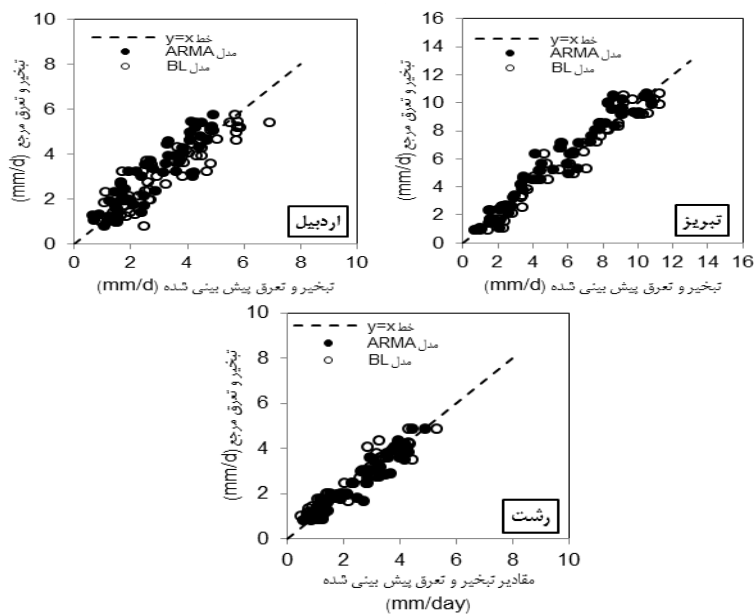 خط y=x
مدل ARMA
مدل BL
تبخیر و تعرق مرجع (mm/d)
10
8
6
4
2
0
0 2 4 6 8 10
اردبیل
تبخیر و تعرق پیش بینی شده (mm/d)
خط y=x
مدل ARMA
مدل BL
تبخیر و تعرق مرجع (mm/d)
16
14
12
10
8
6
4
2
0
0 2 4 6 8 10 12 14 16
تبریز
تبخیر و تعرق پیش بینی شده (mm/d)
خط y=x
مدل ARMA
مدل BL
تبخیر و تعرق مرجع (mm/d)
10
8
6
4
2
0
0 2 4 6 8 10
رشت
مقادیر تبخیر و تعرق پیش بینی شده
(mm/day)